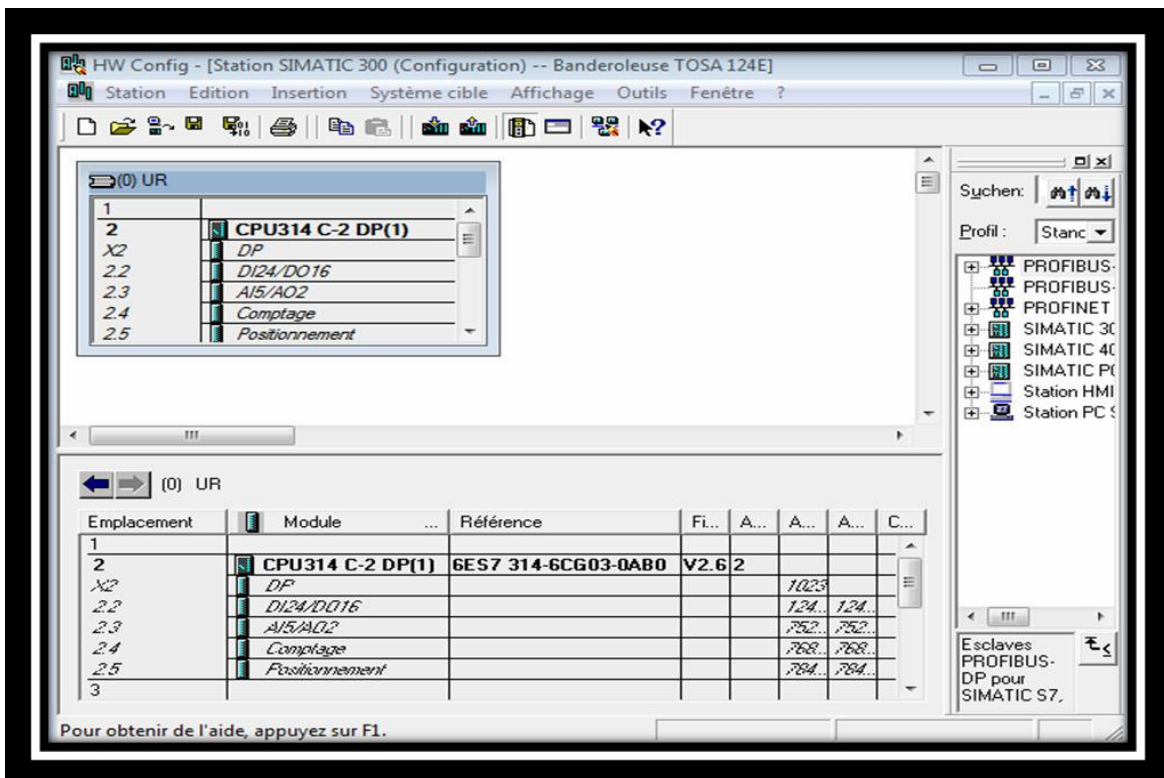 HW Config - [Station SIMATIC 300 (Configuration) -- Banderoleuse TOSA 124E]
Station Edition Insertion Système cible Affichage Outils Fenêtre ?
(0) UR
1
2 CPU314 C-2 DP(1)
X2 DP
2.2 DI24/DO16
2.3 AI5/AO2
2.4 Comptage
2.5 Positionnement
Suchen:
Profil : Stanc
PROFIBUS-
PROFIBUS-
PROFINET
SIMATIC 30
SIMATIC 40
SIMATIC P
Station HMI
Station PC S
(0) UR
Emplacement Module ... Référence Fi... A... A... A... C...
1
2 CPU314 C-2 DP(1) 6ES7 314-6CG03-0AB0 V2.6 2
X2 DP 1023
2.2 DI24/DO16 124... 124...
2.3 AI5/AO2 752... 752...
2.4 Comptage 768... 768...
2.5 Positionnement 784... 784...
3
Esclaves
PROFIBUS-
DP pour
SIMATIC S7,
Pour obtenir de l'aide, appuyez sur F1.